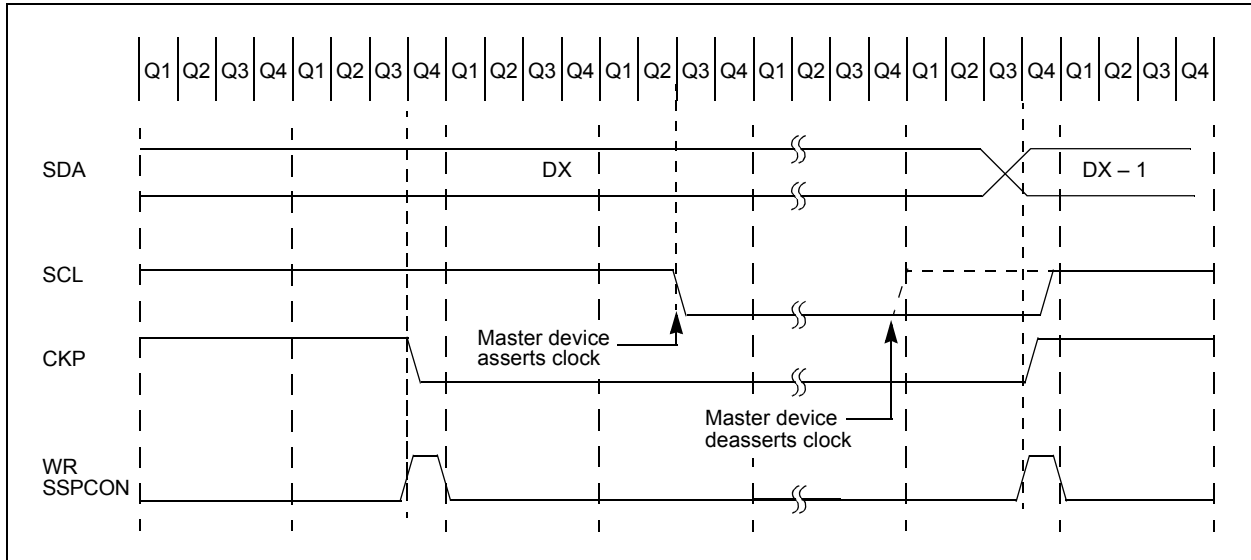 Q1 Q2 Q3 Q4 Q1 Q2 Q3 Q4 Q1 Q2 Q3 Q4 Q1 Q2 Q3 Q4 Q1 Q2 Q3 Q4 Q1 Q2 Q3 Q4 Q1 Q2 Q3 Q4
SDA
DX
DX – 1
SCL
Master device
asserts clock
CKP
Master device
deasserts clock
WR
SSPCON